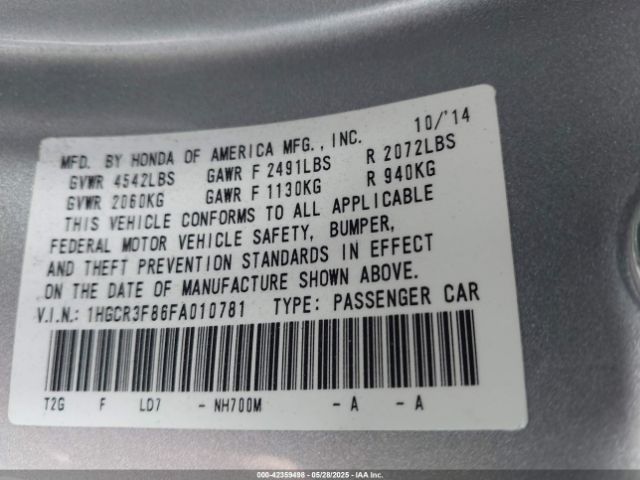 MFD. BY HONDA OF AMERICA MFG., INC. 10/'14
GVWR 4542LBS GAWR F 2491LBS R 2072LBS
GVWR 2060KG GAWR F 1130KG R 940KG
THIS VEHICLE CONFORMS TO ALL APPLICABLE
FEDERAL MOTOR VEHICLE SAFETY, BUMPER,
AND THEFT PREVENTION STANDARDS IN EFFECT
ON THE DATE OF MANUFACTURE SHOWN ABOVE.
V.I.N.: 1HGCR3F86FA010781 TYPE: PASSENGER CAR
T2G F LD7 - NH700M - A - A
000-42359498 - 05/28/2025 - IAA, Inc.